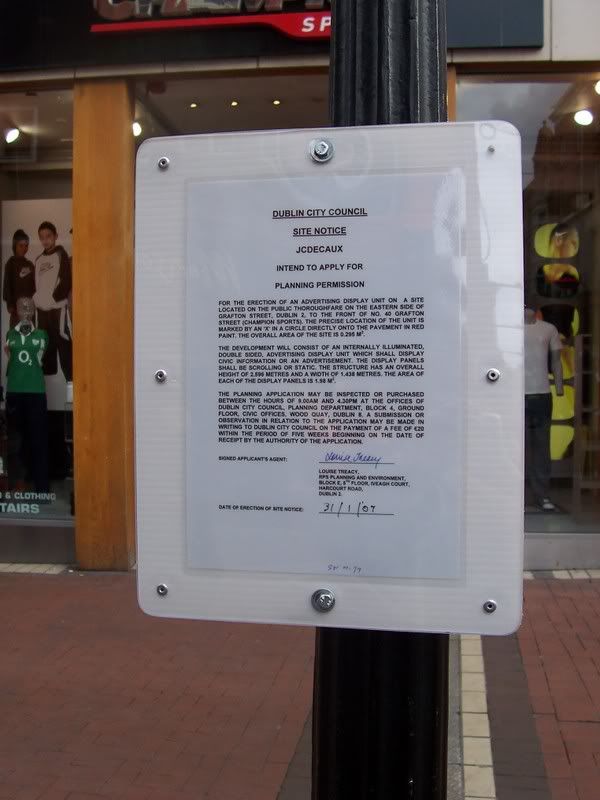 SP
DUBLIN CITY COUNCIL
SITE NOTICE
JCDECAUX
INTEND TO APPLY FOR
PLANNING PERMISSION
FOR THE ERECTION OF AN ADVERTISING DISPLAY UNIT ON A SITE
LOCATED ON THE PUBLIC THOROUGHFARE ON THE EASTERN SIDE OF
GRAFTON STREET, DUBLIN 2, TO THE FRONT OF NO. 40 GRAFTON
STREET (CHAMPION SPORTS). THE PRECISE LOCATION OF THE UNIT IS
MARKED BY AN 'X' IN A CIRCLE DIRECTLY ONTO THE PAVEMENT IN RED
PAINT. THE OVERALL AREA OF THE SITE IS 0.295 M².
THE DEVELOPMENT WILL CONSIST OF AN INTERNALLY ILLUMINATED,
DOUBLE SIDED, ADVERTISING DISPLAY UNIT WHICH SHALL DISPLAY
CIVIC INFORMATION OR AN ADVERTISEMENT. THE DISPLAY PANELS
SHALL BE SCROLLING OR STATIC. THE STRUCTURE HAS AN OVERALL
HEIGHT OF 2.596 METRES AND A WIDTH OF 1.438 METRES. THE AREA OF
EACH OF THE DISPLAY PANELS IS 1.98 M².
THE PLANNING APPLICATION MAY BE INSPECTED OR PURCHASED
BETWEEN THE HOURS OF 9.00AM AND 4.30PM AT THE OFFICES OF
DUBLIN CITY COUNCIL, PLANNING DEPARTMENT, BLOCK 4, GROUND
FLOOR, CIVIC OFFICES, WOOD QUAY, DUBLIN 8. A SUBMISSION OR
OBSERVATION IN RELATION TO THE APPLICATION MAY BE MADE IN
WRITING TO DUBLIN CITY COUNCIL ON THE PAYMENT OF A FEE OF €20
WITHIN THE PERIOD OF FIVE WEEKS BEGINNING ON THE DATE OF
RECEIPT BY THE AUTHORITY OF THE APPLICATION.
SIGNED APPLICANT'S AGENT: Louise Treacy
LOUISE TREACY,
RPS PLANNING AND ENVIRONMENT,
BLOCK E, 5TH FLOOR, IVEAGH COURT,
HARCOURT ROAD,
DUBLIN 2.
DATE OF ERECTION OF SITE NOTICE: 31/1/'07
O2
& CLOTHING
TAIRS